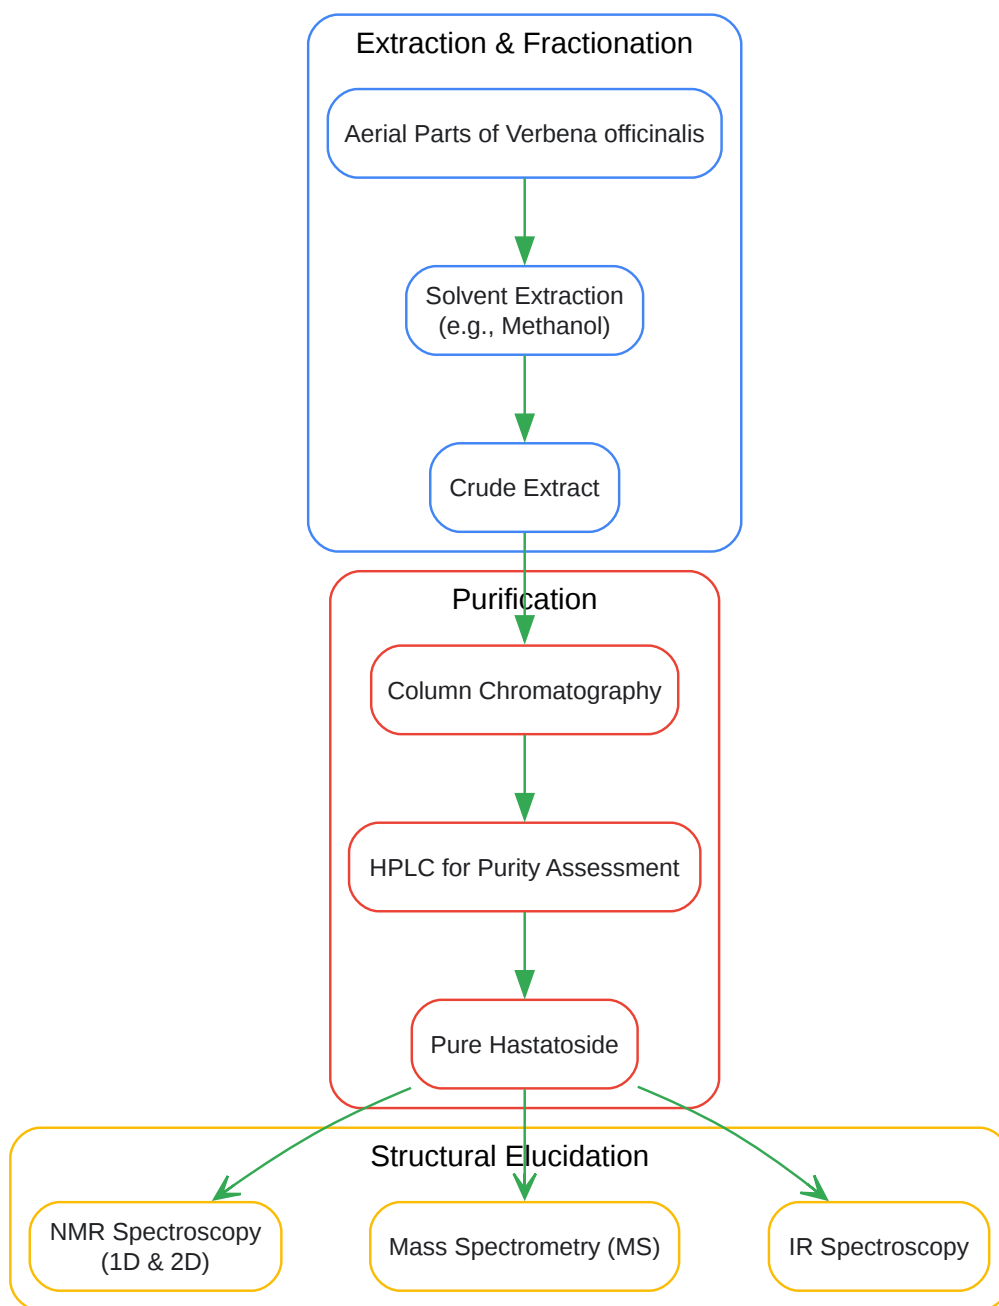 Extraction & Fractionation
Aerial Parts of Verbena officinalis
Solvent Extraction
(e.g., Methanol)
Crude Extract
Purification
Column Chromatography
HPLC for Purity Assessment
Pure Hastatoside
Structural Elucidation
NMR Spectroscopy
(1D & 2D)
Mass Spectrometry (MS)
IR Spectroscopy